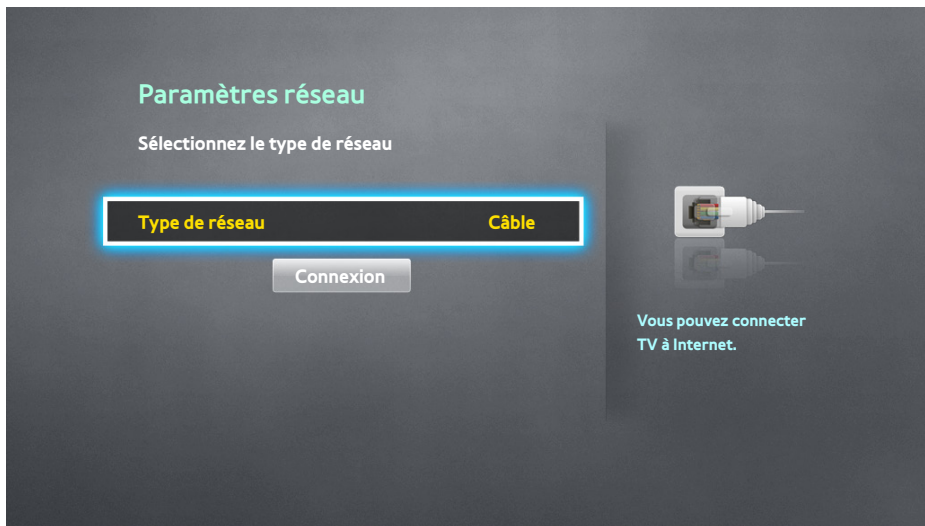 Paramètres réseau
Sélectionnez le type de réseau
Type de réseau Câble
Connexion
Vous pouvez connecter
TV à Internet.